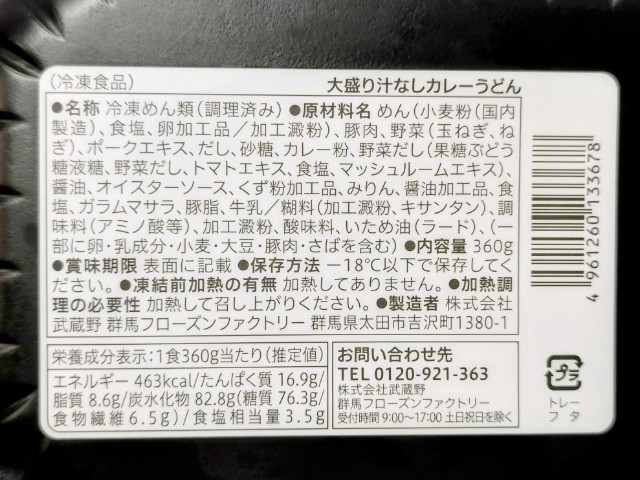 (冷凍食品) 大盛り汁なしカレーうどん
●名称 冷凍めん類(調理済み) ●原材料名 めん(小麦粉(国内
製造)、食塩、卵加工品/加工澱粉)、豚肉、野菜(玉ねぎ、ね
ぎ)、ポークエキス、だし、砂糖、カレー粉、野菜だし(果糖ぶどう
糖液糖、野菜だし、トマトエキス、食塩、マッシュルームエキス)、
醤油、オイスターソース、くず粉加工品、みりん、醤油加工品、食
塩、ガラムマサラ、豚脂、牛乳/糊料(加工澱粉、キサンタン)、調
味料(アミノ酸等)、加工澱粉、酸味料、いため油(ラード)、(一
部に卵・乳成分・小麦・大豆・豚肉・さばを含む) ●内容量 360g
●賞味期限 表面に記載 ●保存方法 −18℃以下で保存してく
ださい。 ●凍結前加熱の有無 加熱してありません。 ●加熱調
理の必要性 加熱して召し上がりください。 ●製造者 株式会社
武蔵野 群馬フローズンファクトリー 群馬県太田市吉沢町1380-1
栄養成分表示:1食360g当たり(推定値)
エネルギー 463kcal/たんぱく質 16.9g/
脂質 8.6g/炭水化物 82.8g(糖質 76.3g/
食物繊維 6.5g)/食塩相当量 3.5g
お問い合わせ先
TEL 0120-921-363
株式会社武蔵野
群馬フローズンファクトリー
受付時間 9:00〜17:00 土日祝日を除く
4 961260 133678
プラ
トレー
フタ